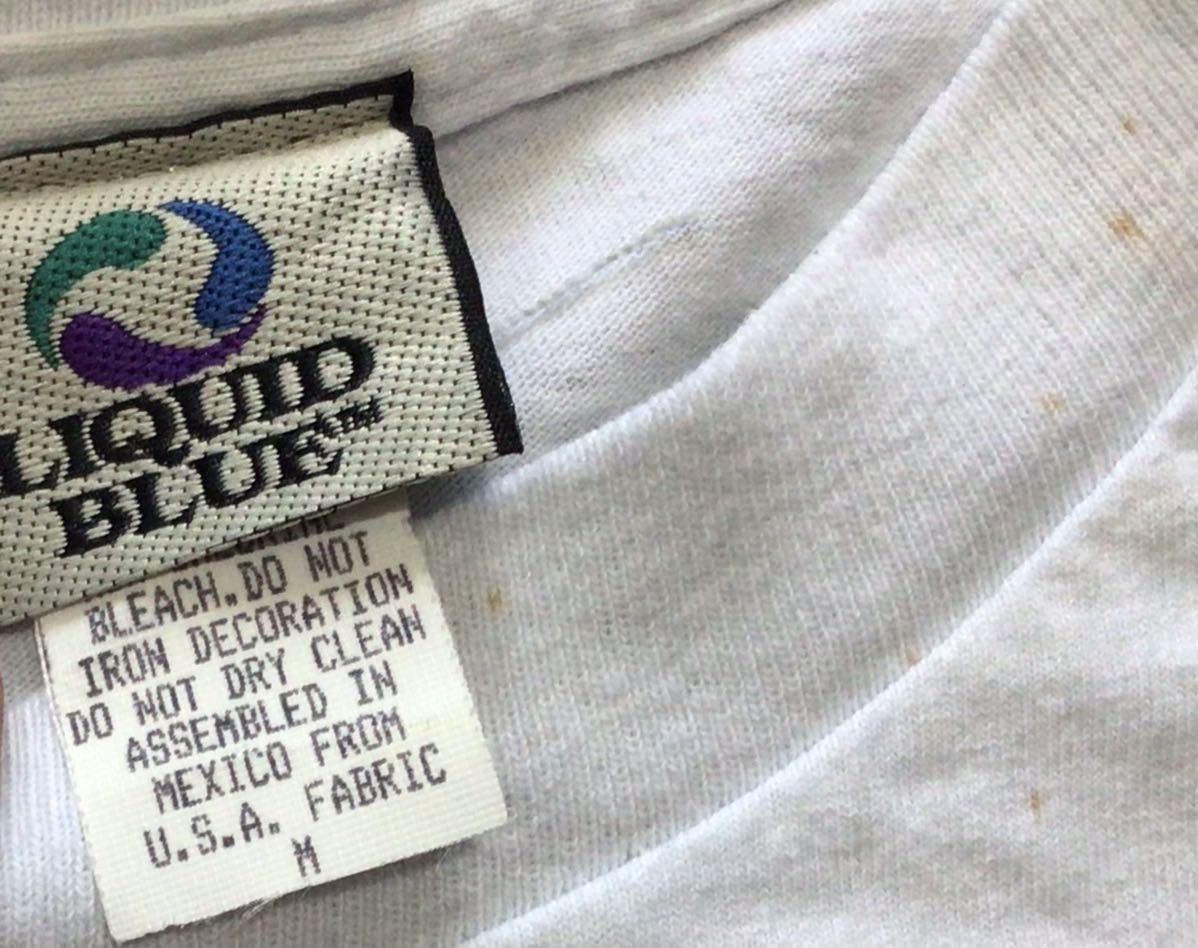 LIQUID
BLUE™
BLEACH.DO NOT
IRON DECORATION
DO NOT DRY CLEAN
ASSEMBLED IN
MEXICO FROM
U.S.A. FABRIC
M